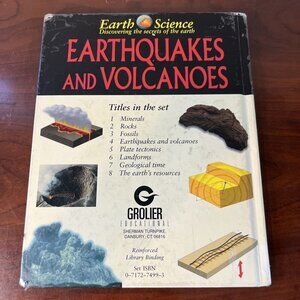 Earth Science
Discovering the secrets of the earth
EARTHQUAKES
AND VOLCANOES
Titles in the set
1 Minerals
2 Rocks
3 Fossils
4 Earthquakes and volcanoes
5 Plate tectonics
6 Landforms
7 Geological time
8 The earth's resources
G
GROLIER
EDUCATIONAL
SHERMAN TURNPIKE,
DANBURY, CT 06816
Reinforced
Library Binding
Set ISBN
0-7172-7499-3